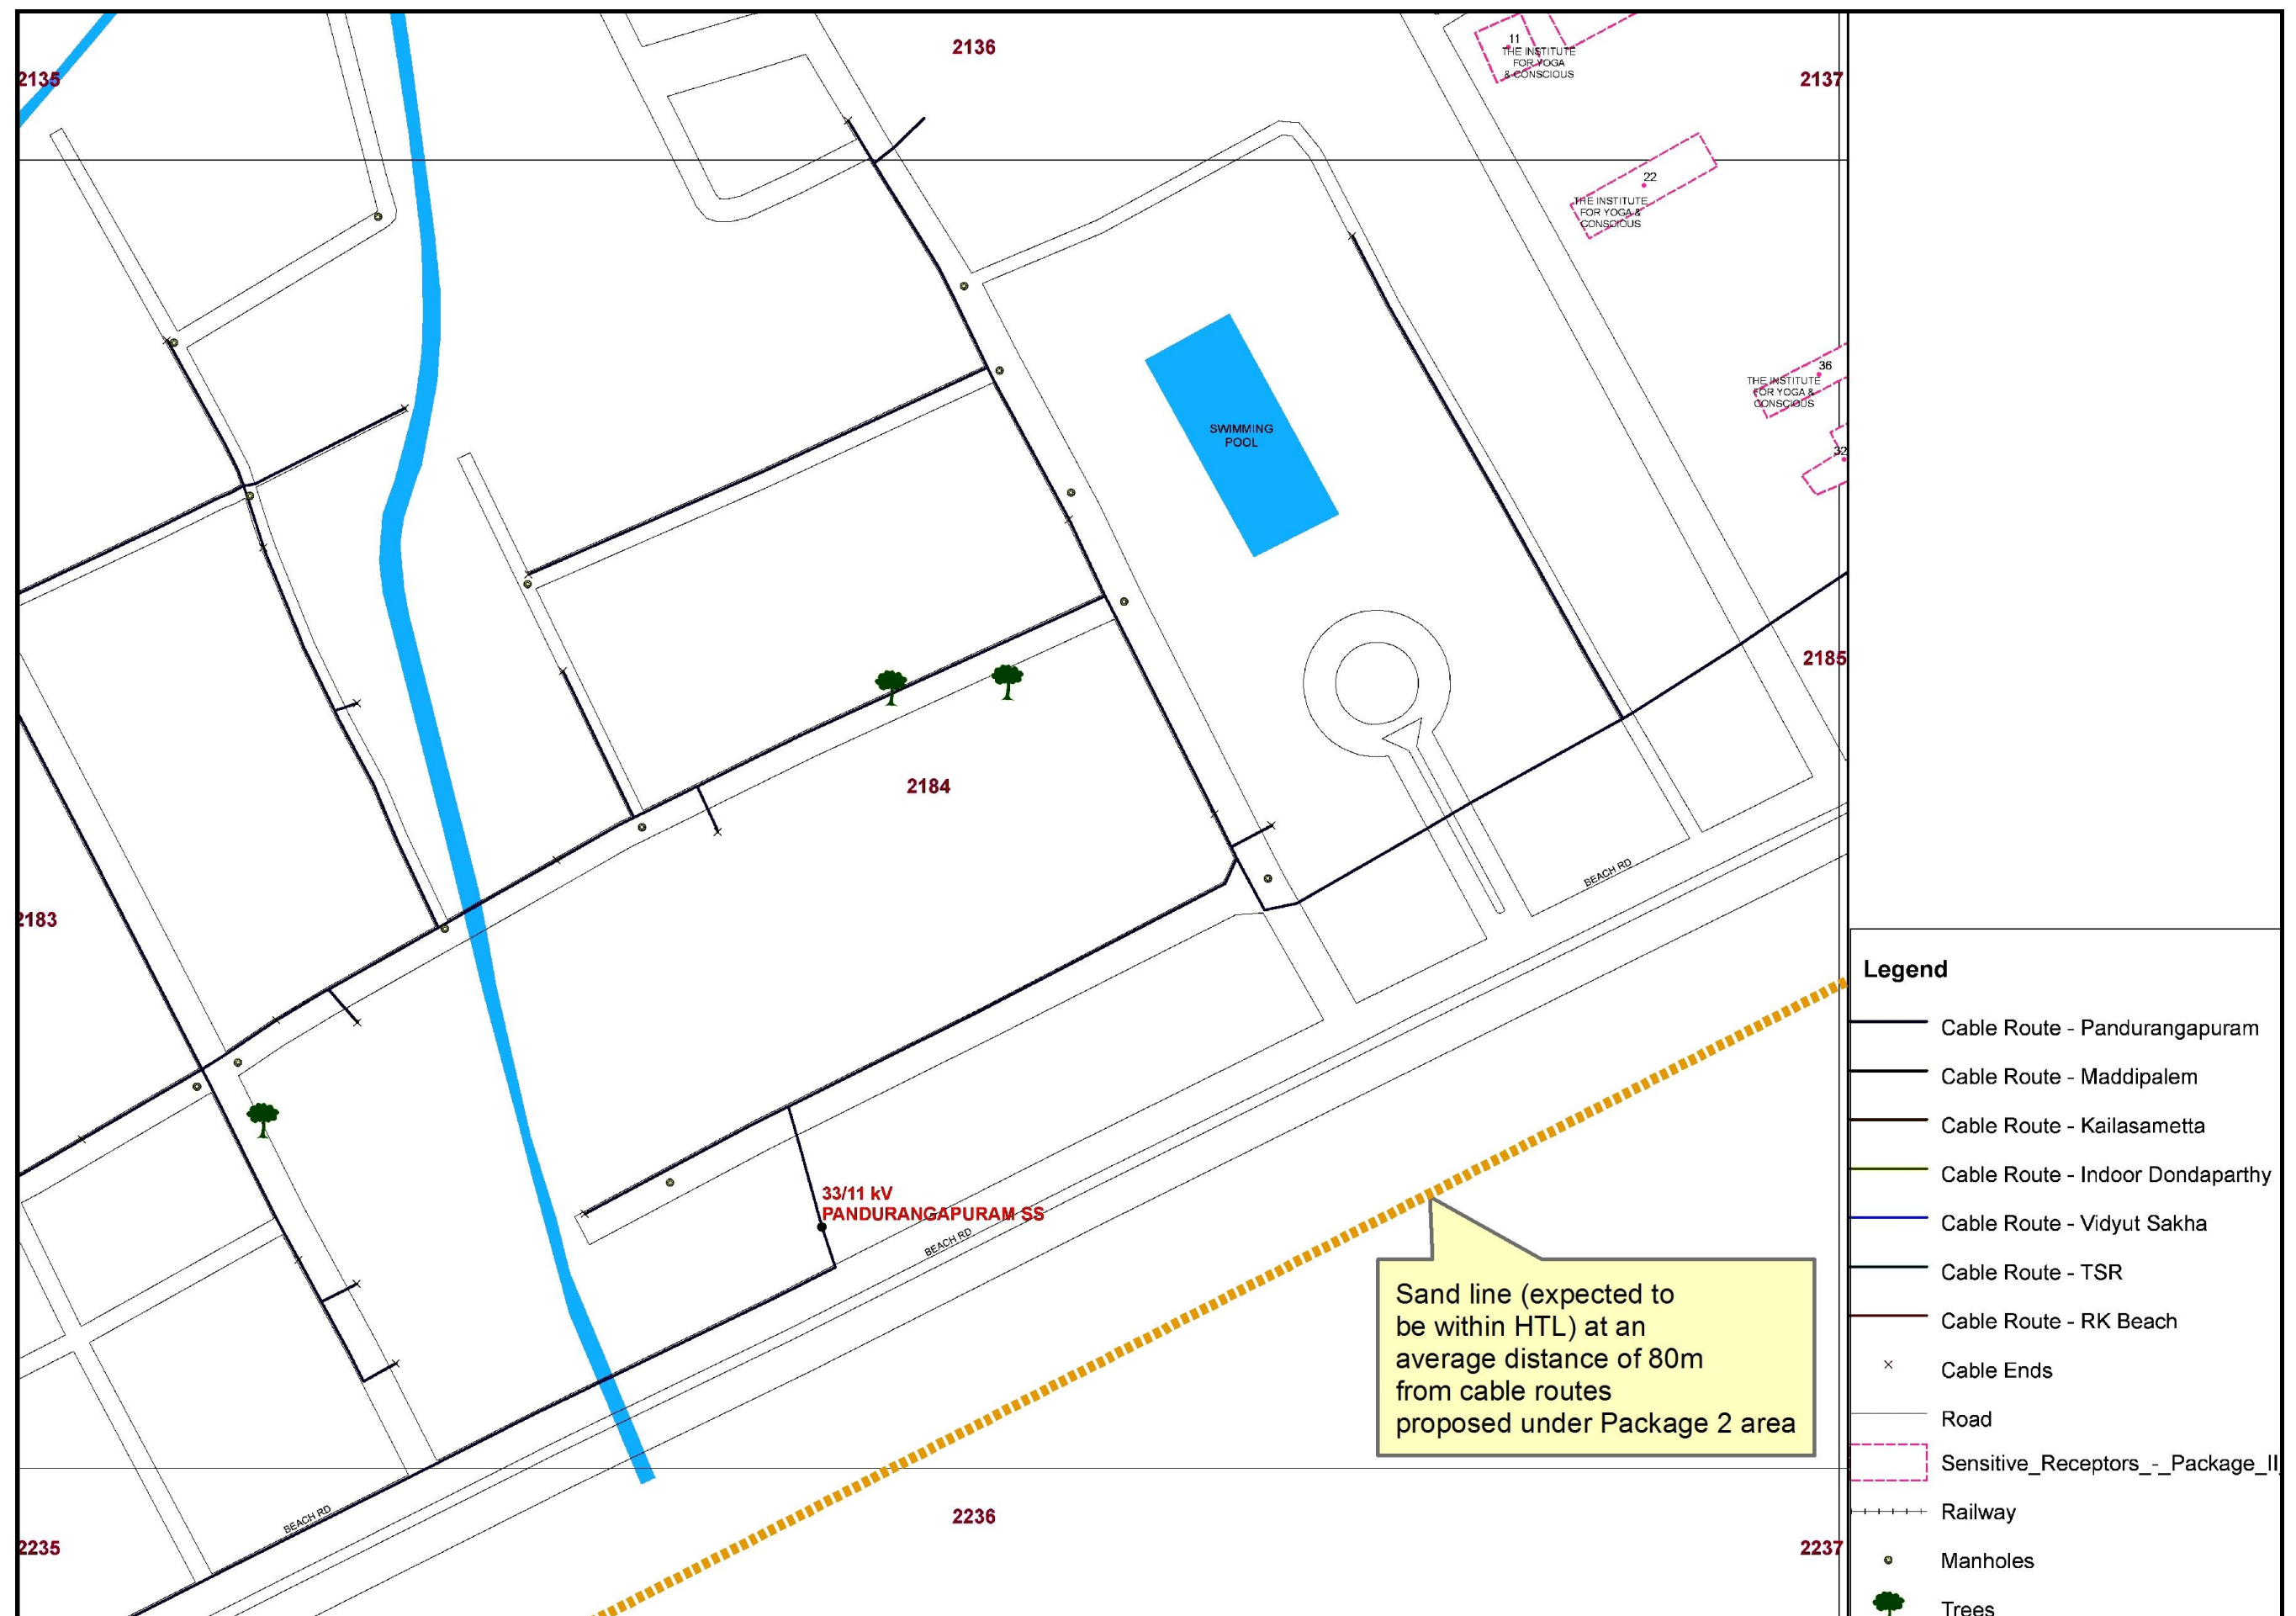 2135
2136
2137
11
THE INSTITUTE
FOR YOGA
& CONSCIOUS
22
THE INSTITUTE
FOR YOGA &
CONSCIOUS
36
THE INSTITUTE
FOR YOGA &
CONSCIOUS
32
SWIMMING
POOL
2185
2184
2183
BEACH RD
33/11 kV
PANDURANGAPURAM SS
BEACH RD
Sand line (expected to
be within HTL) at an
average distance of 80m
from cable routes
proposed under Package 2 area
BEACH RD
2235
2236
2237
Legend
Cable Route - Pandurangapuram
Cable Route - Maddipalem
Cable Route - Kailasametta
Cable Route - Indoor Dondaparthy
Cable Route - Vidyut Sakha
Cable Route - TSR
Cable Route - RK Beach
Cable Ends
Road
Sensitive_Receptors_-_Package_II
Railway
Manholes
Trees